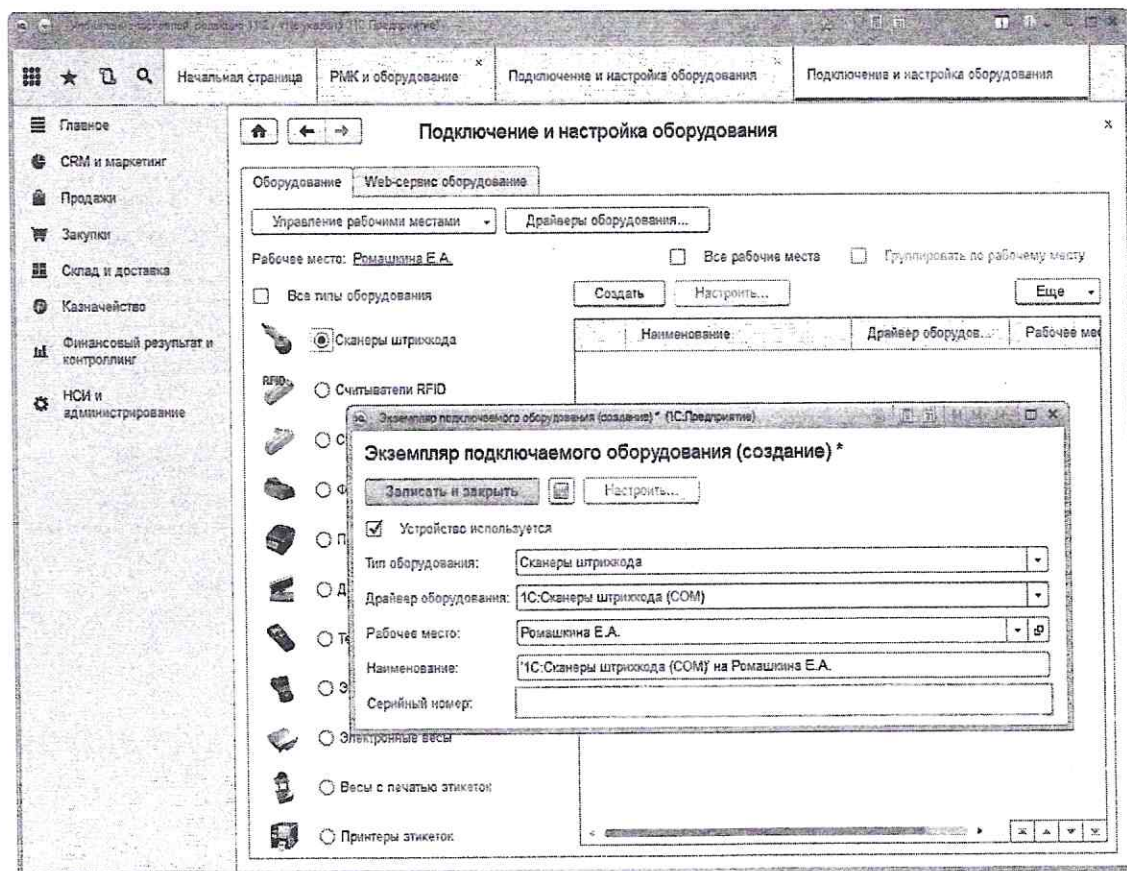 Начальная страница
РМК и оборудование
Подключение и настройка оборудования
Подключение и настройка оборудования
Главное
CRM и маркетинг
Продажи
Закупки
Склад и доставка
Казначейство
Финансовый результат и
контроллинг
НСИ и
администрирование
Подключение и настройка оборудования
Оборудование Web-сервис оборудование
Управление рабочими местами Драйверы оборудования...
Рабочее место: Ромашкина Е.А. Все рабочие места Группировать по рабочему месту
Все типы оборудования Создать Настроить... Еще
Наименование Драйвер оборудов... Рабочее мес
Сканеры штрихкода
RFID Считыватели RFID
С
Ф
П
Д
Те
Э
Электронные весы
Весы с печатью этикеток
Принтеры этикеток
Экземпляр подключаемого оборудования (создание) * (1С:Предприятие)
Экземпляр подключаемого оборудования (создание) *
Записать и закрыть Настроить...
Устройство используется
Тип оборудования: Сканеры штрихкода
Драйвер оборудования: 1С:Сканеры штрихкода (COM)
Рабочее место: Ромашкина Е.А.
Наименование: '1С:Сканеры штрихкода (COM)' на Ромашкина Е.А.
Серийный номер: